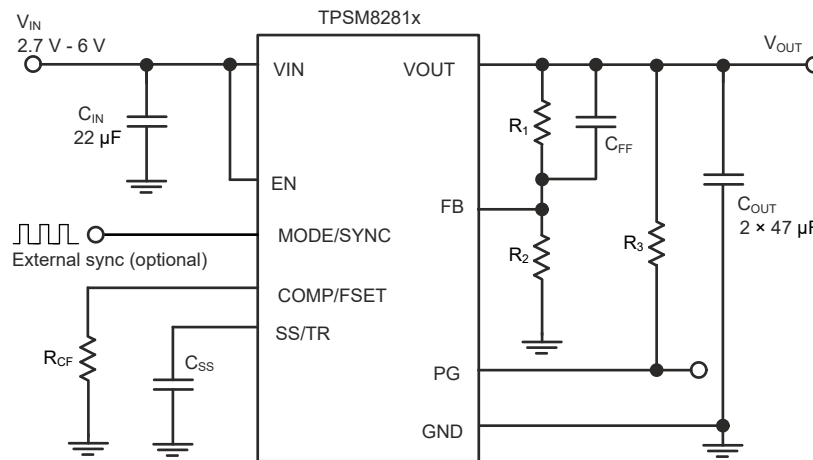 TPSM8281x
VIN
2.7 V - 6 V
VOUT
VIN
VOUT
CIN
22 µF
R1
CFF
EN
FB
COUT
2 × 47 µF
MODE/SYNC
External sync (optional)
R2
R3
COMP/FSET
SS/TR
RCF
CSS
PG
GND